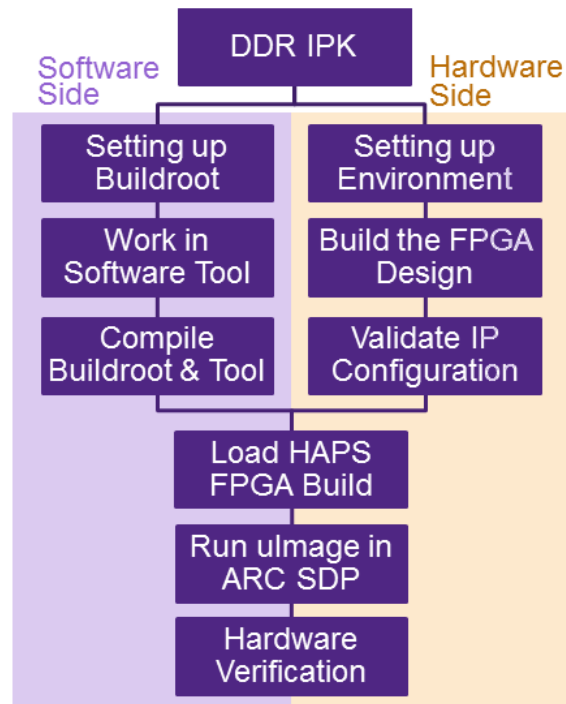 DDR IPK
Software
Side
Hardware
Side
Setting up
Buildroot
Setting up
Environment
Work in
Software Tool
Build the FPGA
Design
Compile
Buildroot & Tool
Validate IP
Configuration
Load HAPS
FPGA Build
Run uImage in
ARC SDP
Hardware
Verification